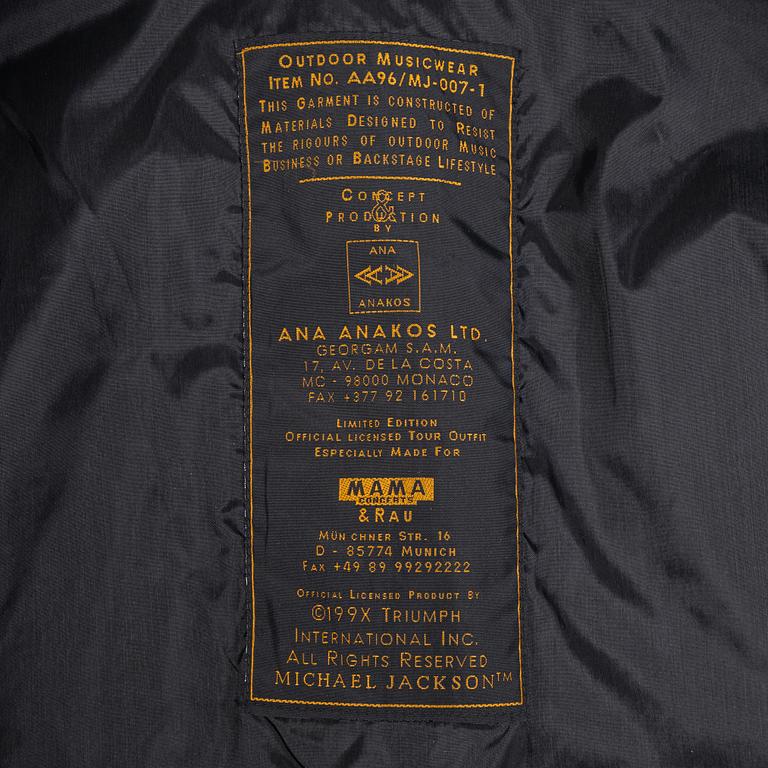 OUTDOOR MUSICWEAR
ITEM NO. AA96/MJ-007-1
THIS GARMENT IS CONSTRUCTED OF
MATERIALS DESIGNED TO RESIST
THE RIGOURS OF OUTDOOR MUSIC
BUSINESS OR BACKSTAGE LIFESTYLE
CONCEPT
&
PRODUCTION
BY
ANA
ANAKOS
ANA ANAKOS LTD.
GEORGAM S.A.M.
17, AV. DE LA COSTA
MC - 98000 MONACO
FAX +377 92 161710
LIMITED EDITION
OFFICIAL LICENSED TOUR OUTFIT
ESPECIALLY MADE FOR
MAMA
CONCERTS
& RAU
MÜNCHNER STR. 16
D - 85774 MUNICH
FAX +49 89 99292222
OFFICIAL LICENSED PRODUCT BY
©199X TRIUMPH
INTERNATIONAL INC.
ALL RIGHTS RESERVED
MICHAEL JACKSON™